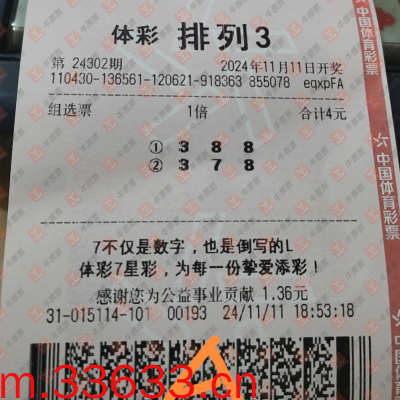 体彩 排列3
第 24302期 2024年11月11日开奖
110430-136561-120621-918363 855078 eqxpFA
组选票 1倍 合计4元
① 3 8 8
② 3 7 8
7不仅是数字，也是倒写的L
体彩7星彩，为每一份挚爱添彩！
感谢您为公益事业贡献 1.36元
31-015114-101 00193 24/11/11 18:53:18
中国体育彩票
中国体育彩票
m.33633.cn